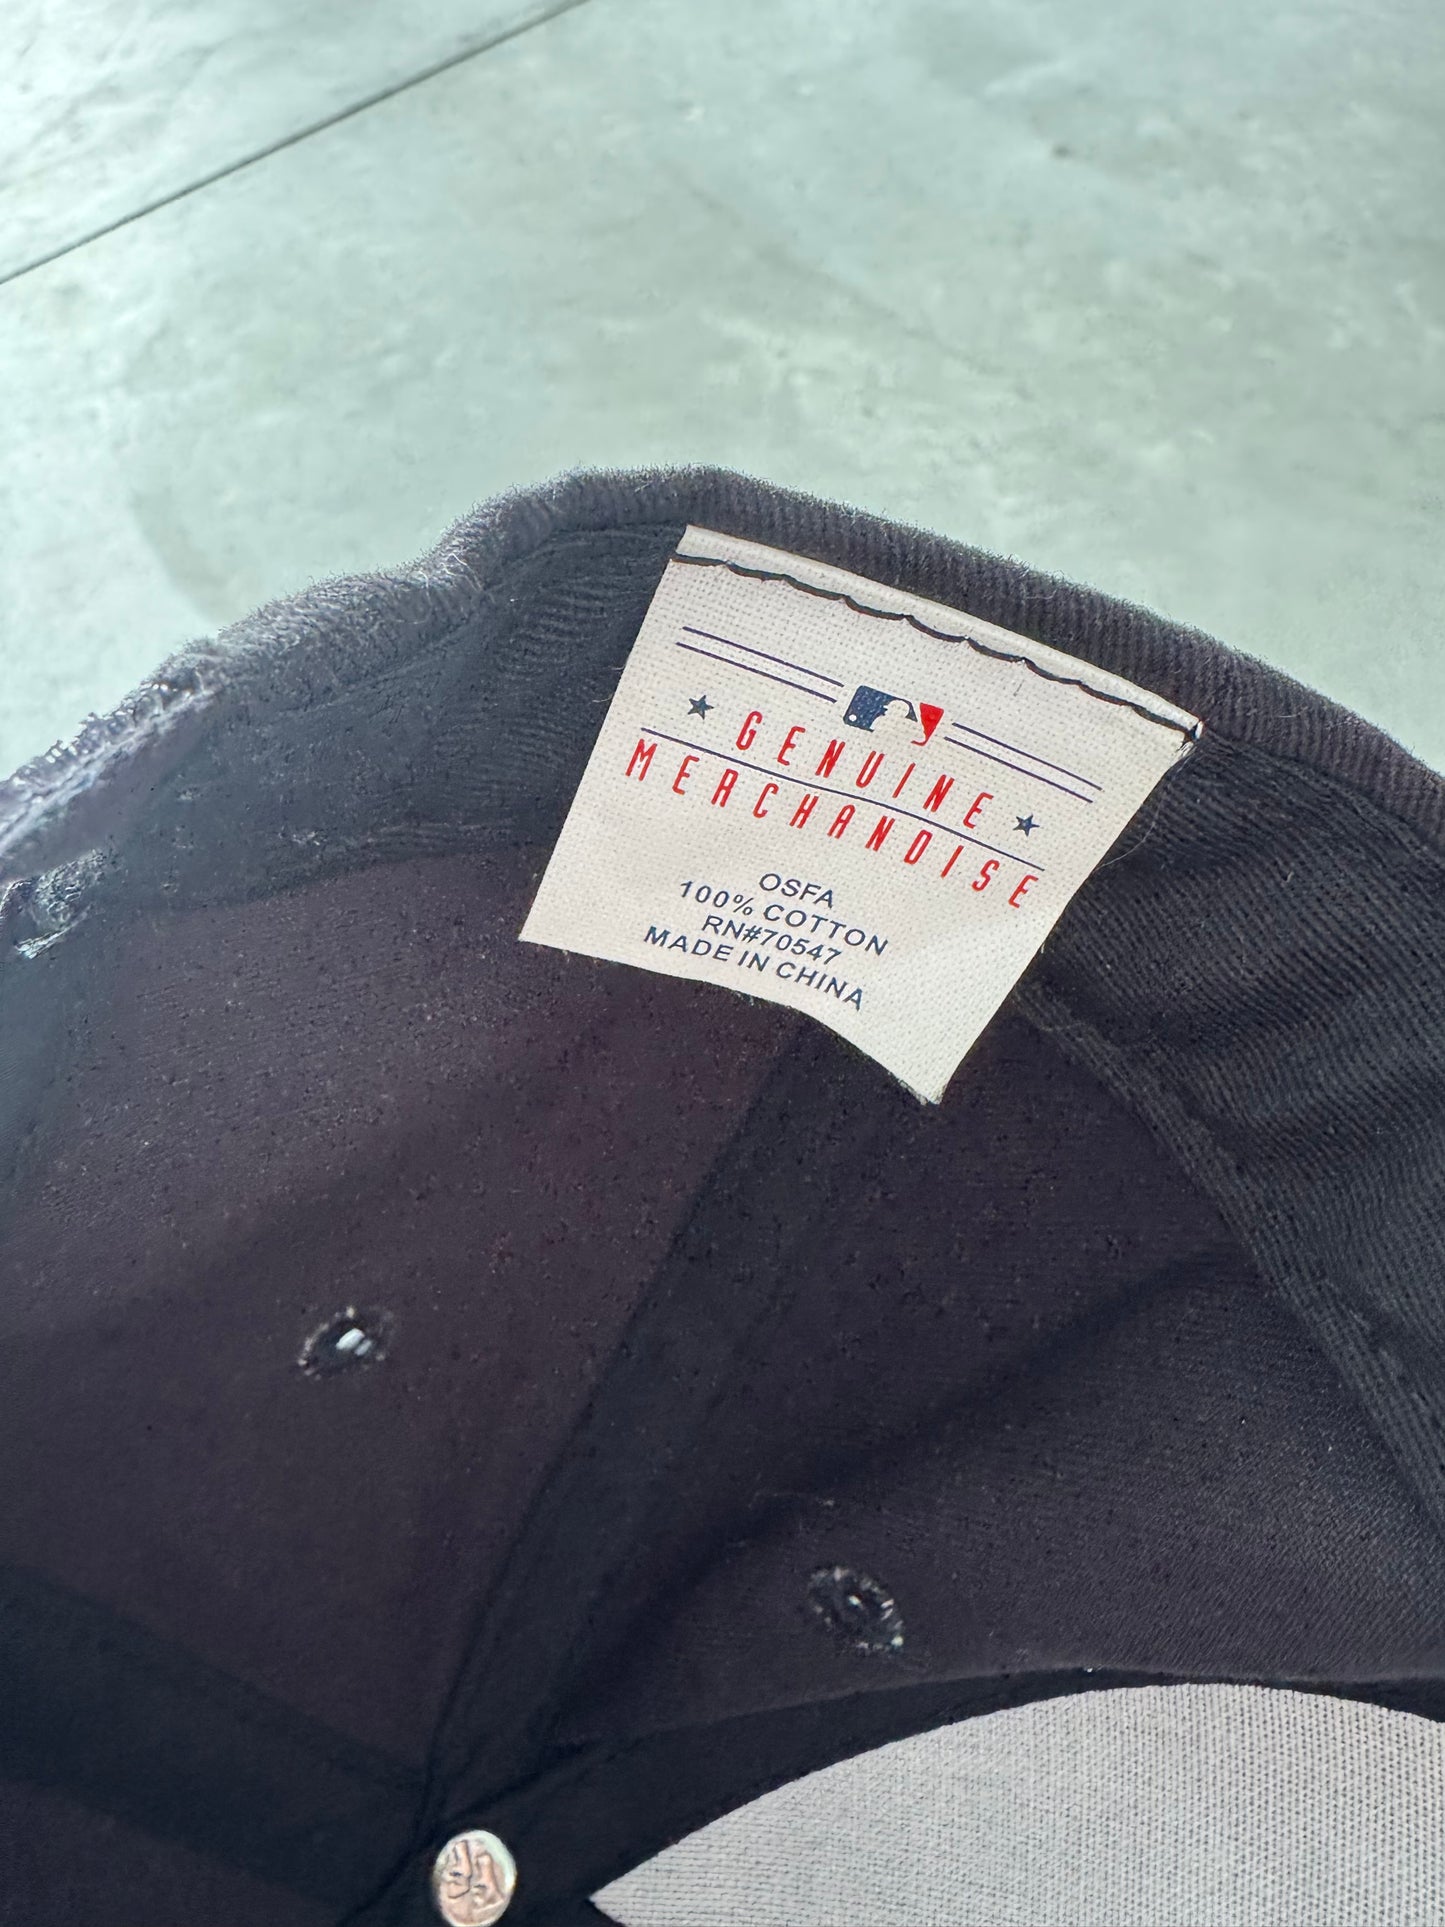 GENUINE
MERCHANDISE
OSFA
100% COTTON
RN#70547
MADE IN CHINA